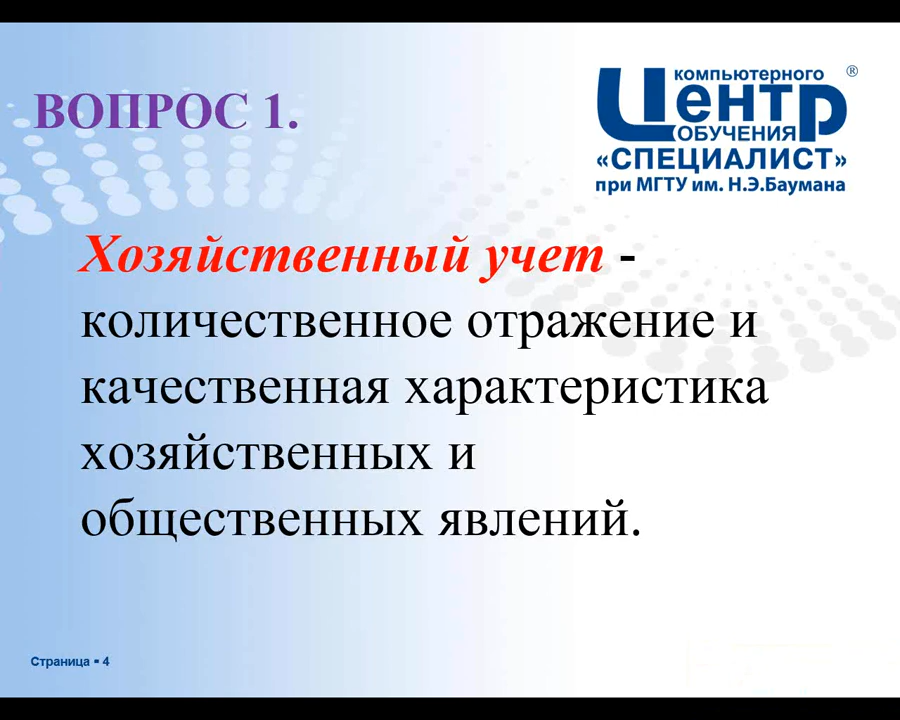 ВОПРОС 1.
компьютерного ®
Центр
ОБУЧЕНИЯ
«СПЕЦИАЛИСТ»
при МГТУ им. Н.Э.Баумана
Хозяйственный учет -
количественное отражение и
качественная характеристика
хозяйственных и
общественных явлений.
Страница ▪ 4